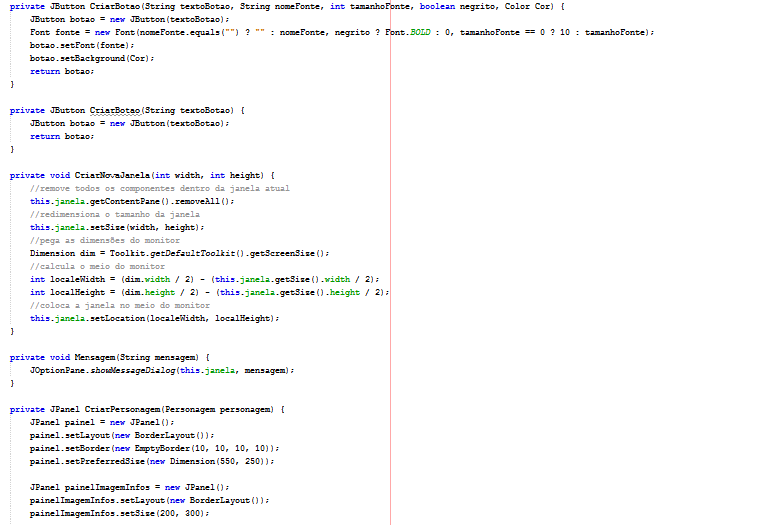 private JButton CriarBotao(String textoBotao, String nomeFonte, int tamanhoFonte, boolean negrito, Color Cor) {
JButton botao = new JButton(textoBotao);
Font fonte = new Font(nomeFonte.equals("") ? "" : nomeFonte, negrito ? Font.BOLD : 0, tamanhoFonte == 0 ? 10 : tamanhoFonte);
botao.setFont(fonte);
botao.setBackground(Cor);
return botao;
}
private JButton CriarBotao(String textoBotao) {
JButton botao = new JButton(textoBotao);
return botao;
}
private void CriarNovaJanela(int width, int height) {
//remove todos os componentes dentro da janela atual
this.janela.getContentPane().removeAll();
//redimensiona o tamanho da janela
this.janela.setSize(width, height);
//pega as dimensões do monitor
Dimension dim = Toolkit.getDefaultToolkit().getScreenSize();
//calcula o meio do monitor
int localeWidth = (dim.width / 2) - (this.janela.getSize().width / 2);
int localHeight = (dim.height / 2) - (this.janela.getSize().height / 2);
//coloca a janela no meio do monitor
this.janela.setLocation(localeWidth, localHeight);
}
private void Mensagem(String mensagem) {
JOptionPane.showMessageDialog(this.janela, mensagem);
}
private JPanel CriarPersonagem(Personagem personagem) {
JPanel painel = new JPanel();
painel.setLayout(new BorderLayout());
painel.setBorder(new EmptyBorder(10, 10, 10, 10));
painel.setPreferredSize(new Dimension(550, 250));
JPanel painelImagemInfos = new JPanel();
painelImagemInfos.setLayout(new BorderLayout());
painelImagemInfos.setSize(200, 300);